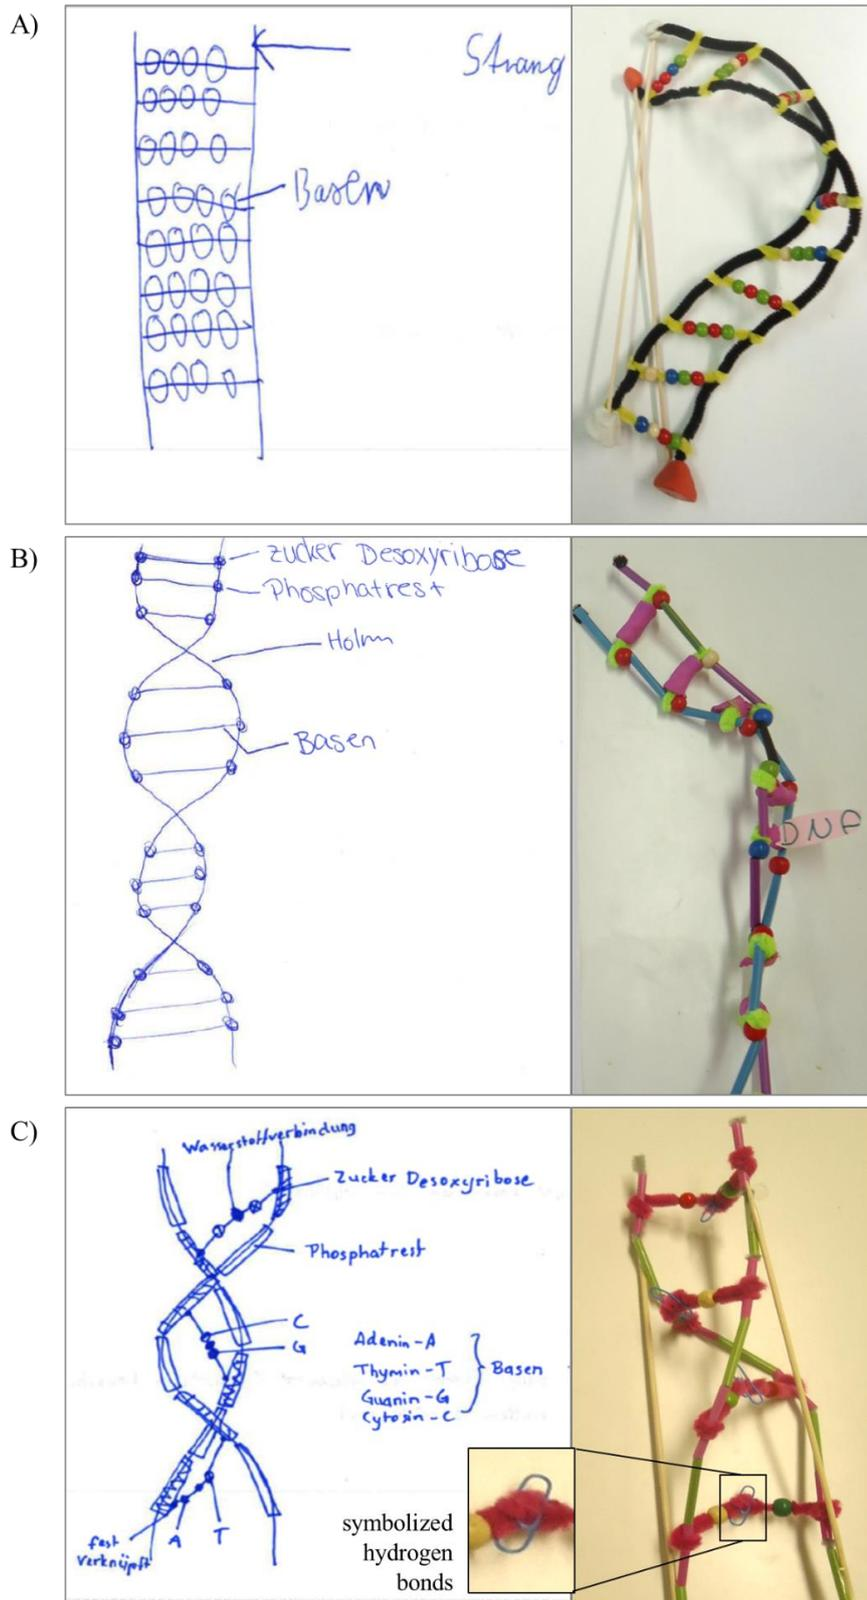 A)
Strang
Basen
B)
Zucker Desoxyribose
Phosphatrest
Holm
Basen
DNA
C)
Wasserstoffverbindung
Zucker Desoxyribose
Phosphatrest
C
G
Adenin-A
Thymin-T
Guanin-G
Cytosin-C
Basen
fest
verknüpft
A
T
symbolized
hydrogen
bonds